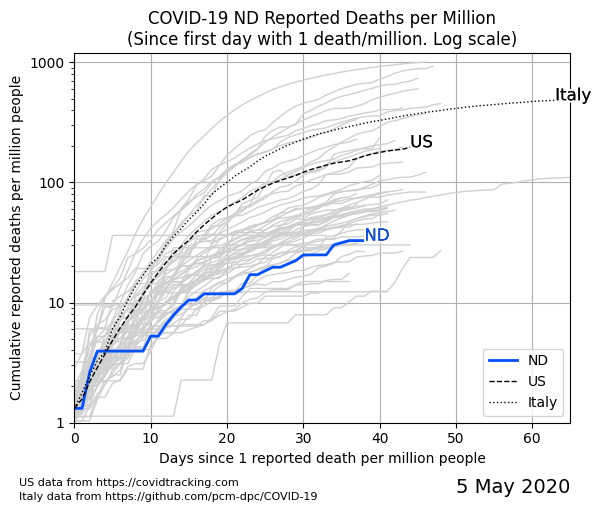 COVID-19 ND Reported Deaths per Million
(Since first day with 1 death/million. Log scale)
Cumulative reported deaths per million people
1000
100
10
1
Italy
US
ND
ND
US
Italy
0 10 20 30 40 50 60
Days since 1 reported death per million people
US data from https://covidtracking.com
Italy data from https://github.com/pcm-dpc/COVID-19
5 May 2020